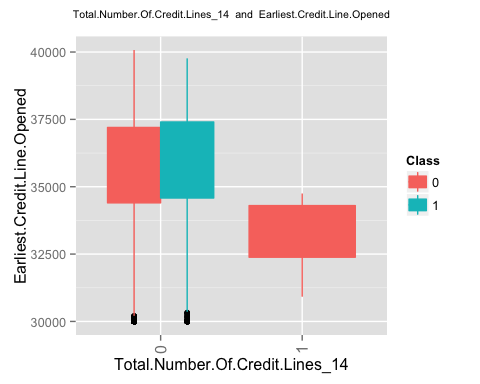 Total.Number.Of.Credit.Lines_14 and Earliest.Credit.Line.Opened
40000
37500
35000
32500
30000
Earliest.Credit.Line.Opened
0
1
Total.Number.Of.Credit.Lines_14
Class
0
1